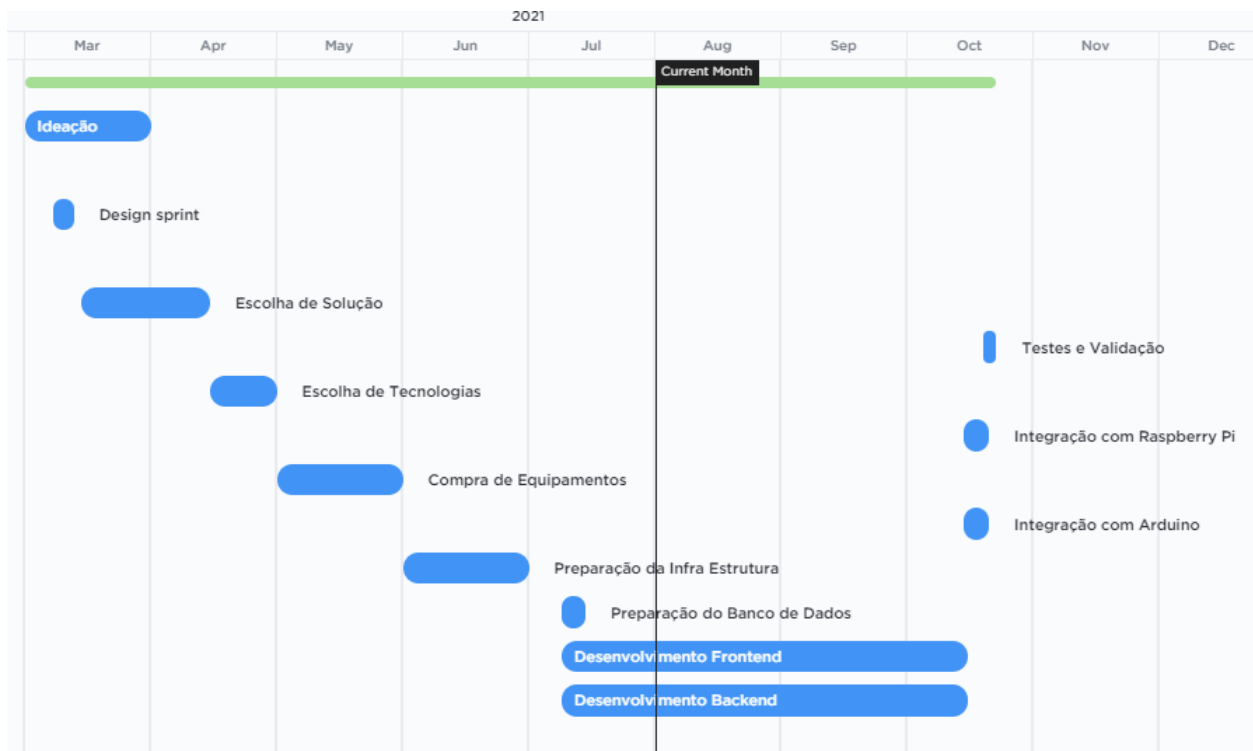 2021
Mar Apr May Jun Jul Aug Sep Oct Nov Dec
Current Month
Ideação
Design sprint
Escolha de Solução
Testes e Validação
Escolha de Tecnologias
Integração com Raspberry Pi
Compra de Equipamentos
Integração com Arduino
Preparação da Infra Estrutura
Preparação do Banco de Dados
Desenvolvimento Frontend
Desenvolvimento Backend